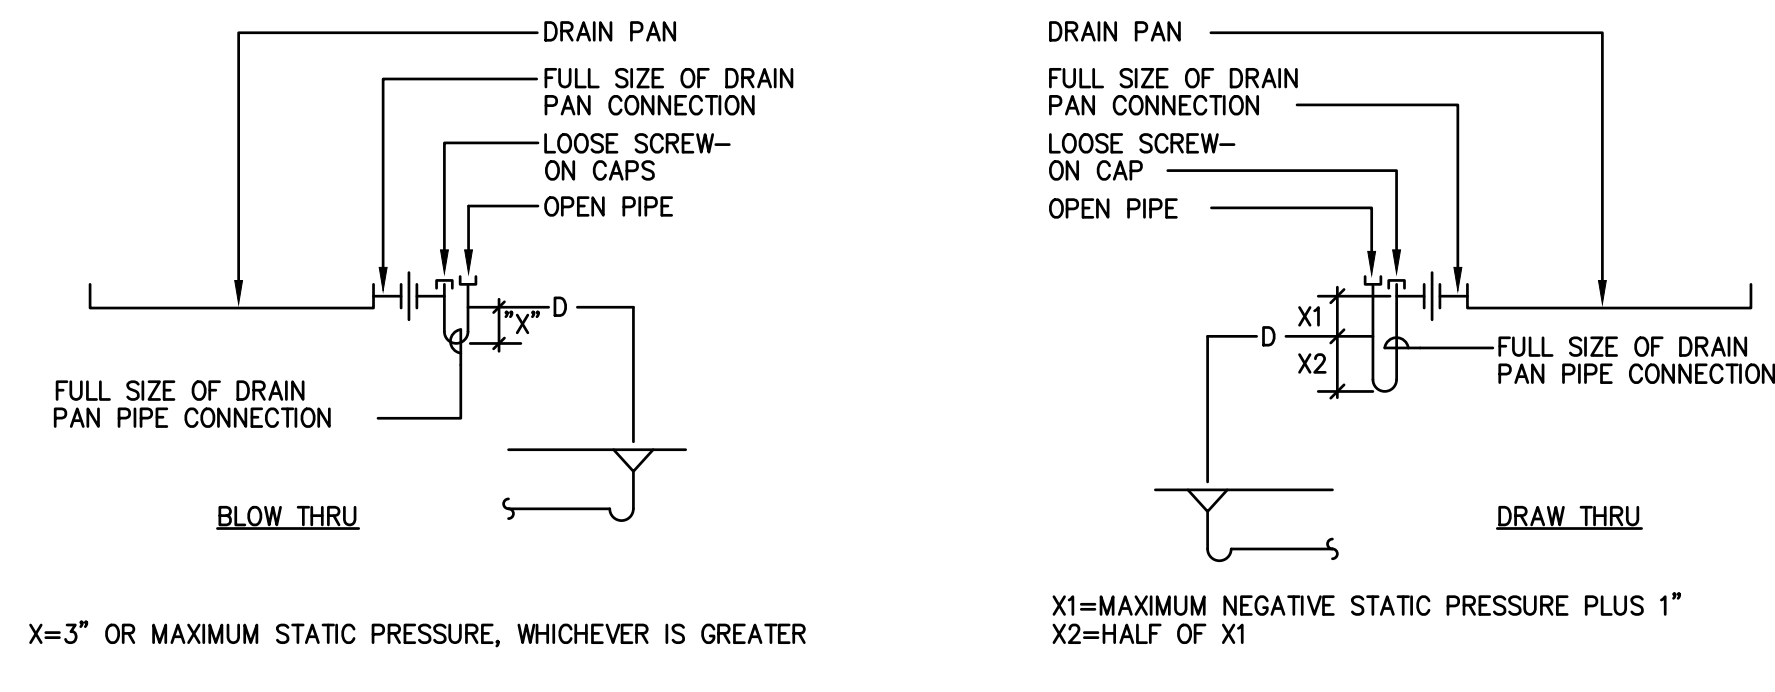 DRAIN PAN
FULL SIZE OF DRAIN
PAN CONNECTION
LOOSE SCREW-
ON CAPS
OPEN PIPE
D
"X"
FULL SIZE OF DRAIN
PAN PIPE CONNECTION
BLOW THRU
X=3" OR MAXIMUM STATIC PRESSURE, WHICHEVER IS GREATER
DRAIN PAN
FULL SIZE OF DRAIN
PAN CONNECTION
LOOSE SCREW-
ON CAP
OPEN PIPE
X1
D
X2
FULL SIZE OF DRAIN
PAN PIPE CONNECTION
DRAW THRU
X1=MAXIMUM NEGATIVE STATIC PRESSURE PLUS 1"
X2=HALF OF X1